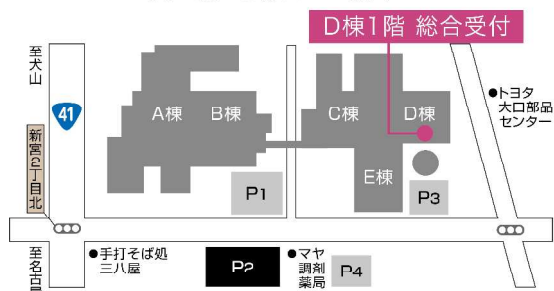 D棟1階 総合受付
至犬山
41
新宮2丁目北
至名古屋
A棟
B棟
C棟
D棟
E棟
P1
P3
●トヨタ
大口部品
センター
●手打そば処
三八屋
P2
●マヤ
調剤
薬局
P4